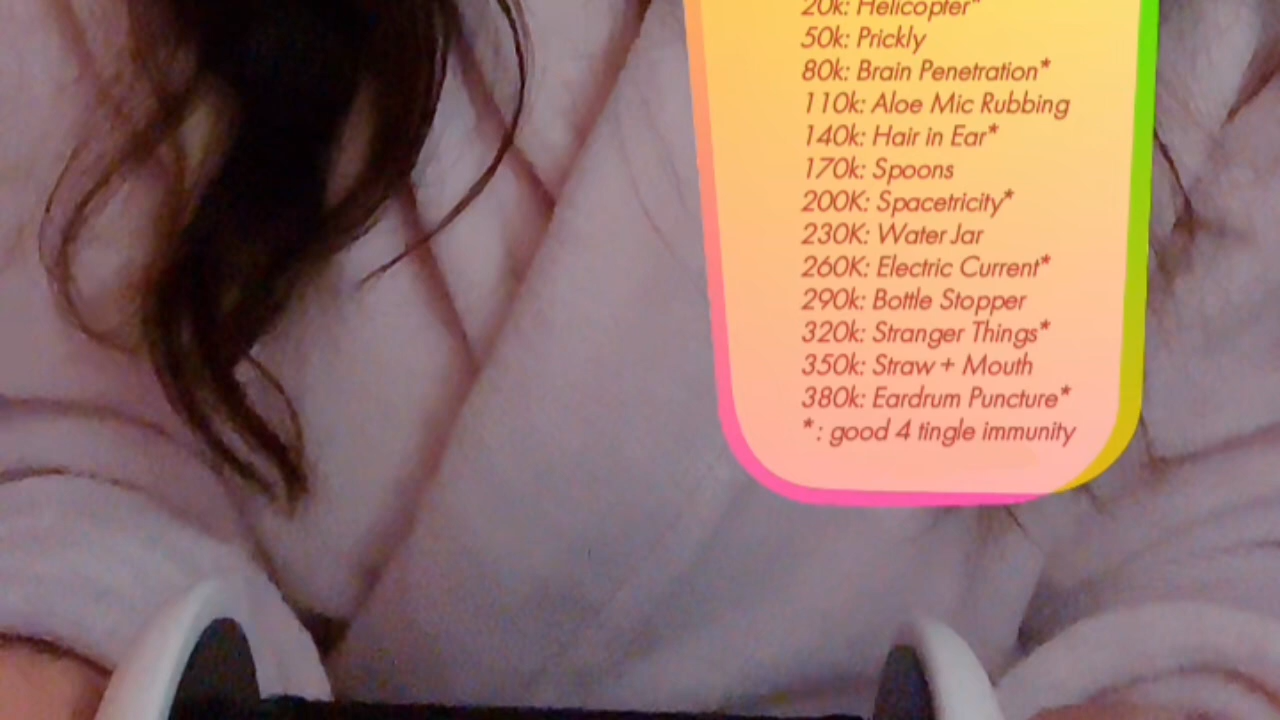 20k: Helicopter*
50k: Prickly
80k: Brain Penetration*
110k: Aloe Mic Rubbing
140k: Hair in Ear*
170k: Spoons
200K: Spacetricity*
230K: Water Jar
260K: Electric Current*
290k: Bottle Stopper
320k: Stranger Things*
350k: Straw + Mouth
380k: Eardrum Puncture*
*: good 4 tingle immunity